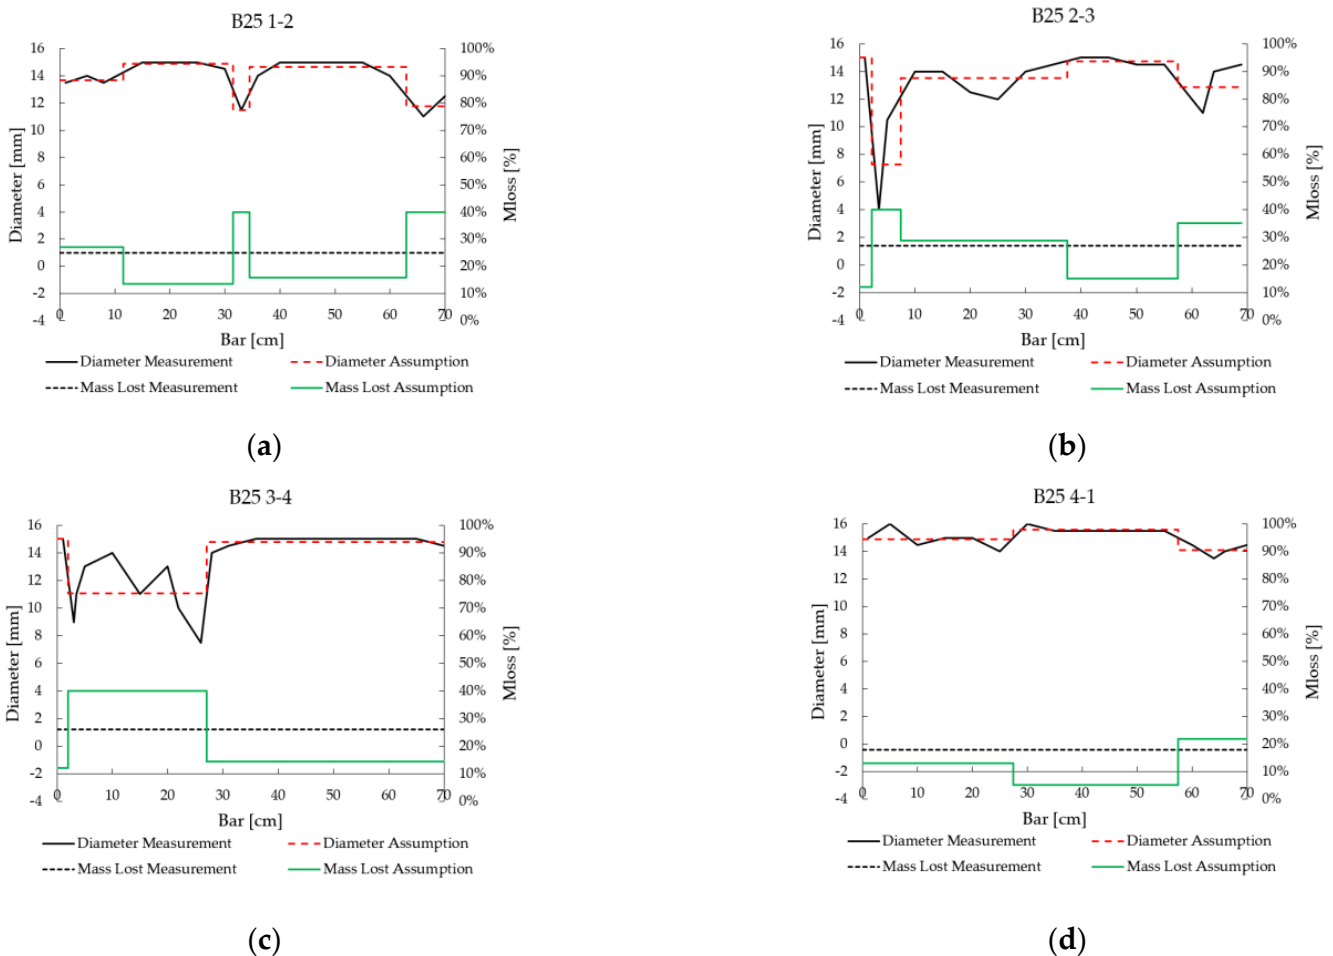 B25 1-2
16
14
12
10
8
6
4
2
0
-2
-4
Diameter [mm]
100%
90%
80%
70%
60%
50%
40%
30%
20%
10%
0%
Mloss [%]
0 10 20 30 40 50 60 70
Bar [cm]
Diameter Measurement Diameter Assumption
Mass Lost Measurement Mass Lost Assumption
(a)
B25 2-3
16
14
12
10
8
6
4
2
0
-2
-4
Diameter [mm]
100%
90%
80%
70%
60%
50%
40%
30%
20%
10%
0%
Mloss [%]
0 10 20 30 40 50 60 70
Bar [cm]
Diameter Measurement Diameter Assumption
Mass Lost Measurement Mass Lost Assumption
(b)
B25 3-4
16
14
12
10
8
6
4
2
0
-2
-4
Diameter [mm]
100%
90%
80%
70%
60%
50%
40%
30%
20%
10%
0%
Mloss [%]
0 10 20 30 40 50 60 70
Bar [cm]
Diameter Measurement Diameter Assumption
Mass Lost Measurement Mass Lost Assumption
(c)
B25 4-1
16
14
12
10
8
6
4
2
0
-2
-4
Diameter [mm]
100%
90%
80%
70%
60%
50%
40%
30%
20%
10%
0%
Mloss [%]
0 10 20 30 40 50 60 70
Bar [cm]
Diameter Measurement Diameter Assumption
Mass Lost Measurement Mass Lost Assumption
(d)